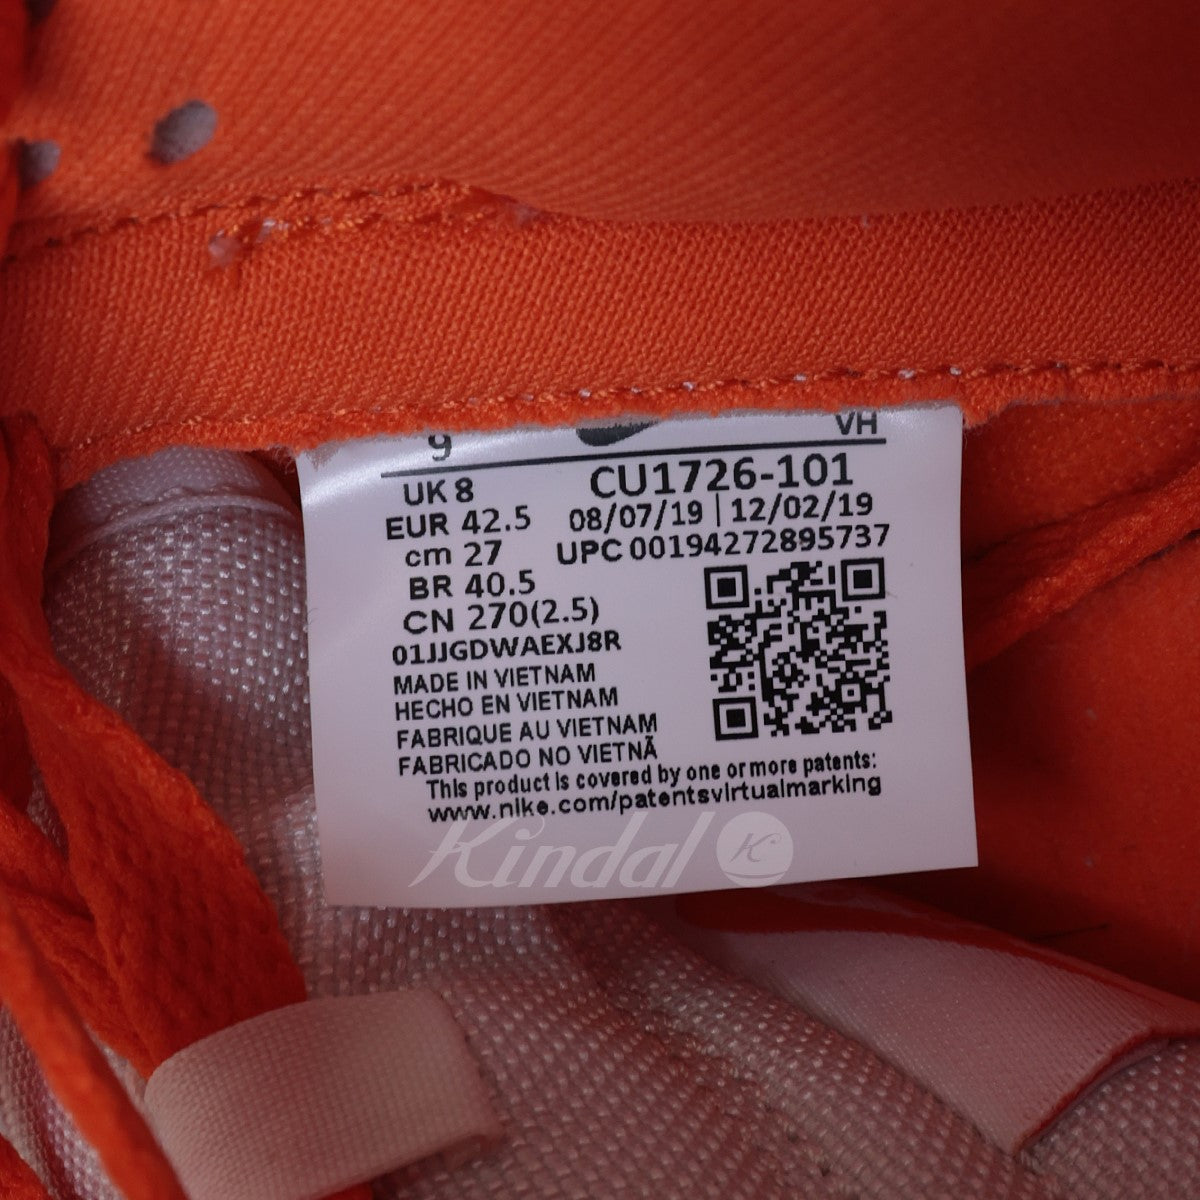 9 VH
UK 8 CU1726-101
EUR 42.5 08/07/19 | 12/02/19
cm 27 UPC 00194272895737
BR 40.5
CN 270(2.5)
01JJGDWAEXJ8R
MADE IN VIETNAM
HECHO EN VIETNAM
FABRIQUE AU VIETNAM
FABRICADO NO VIETNÃ
This product is covered by one or more patents:
www.nike.com/patentsvirtualmarking
Kindal K